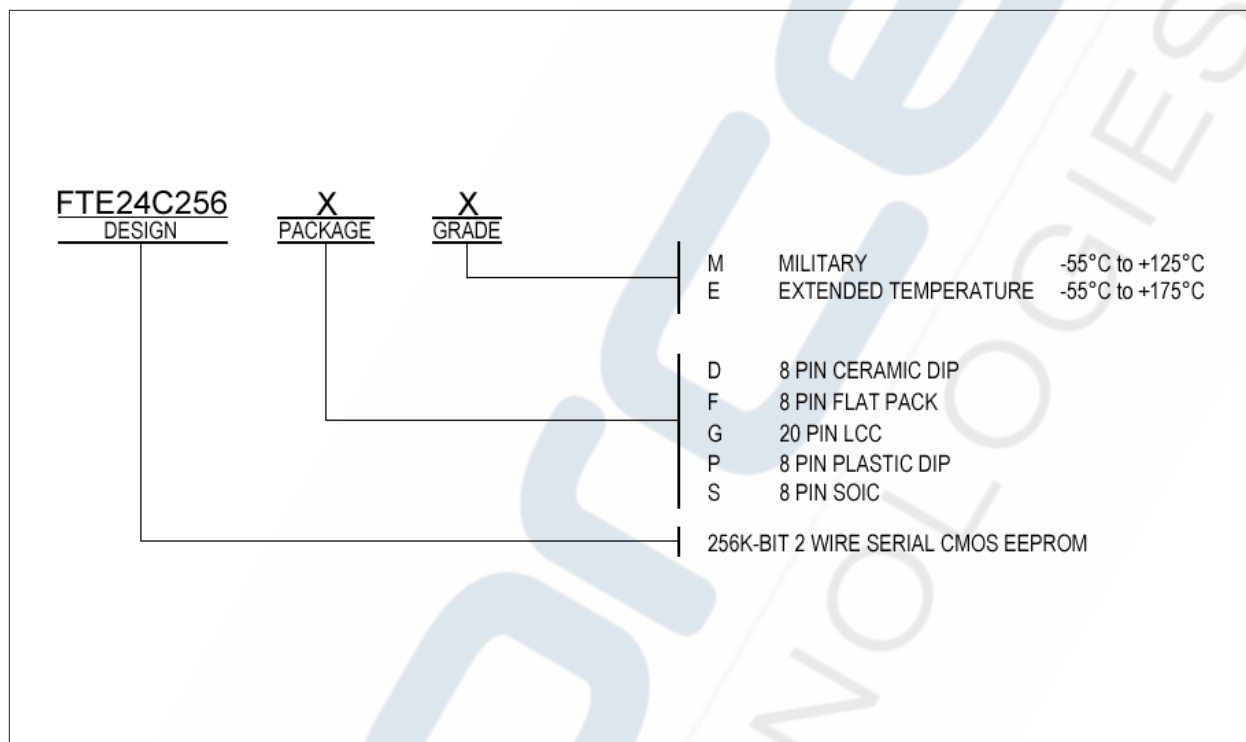 FTE24C256 X X
DESIGN PACKAGE GRADE
M MILITARY -55°C to +125°C
E EXTENDED TEMPERATURE -55°C to +175°C
D 8 PIN CERAMIC DIP
F 8 PIN FLAT PACK
G 20 PIN LCC
P 8 PIN PLASTIC DIP
S 8 PIN SOIC
256K-BIT 2 WIRE SERIAL CMOS EEPROM